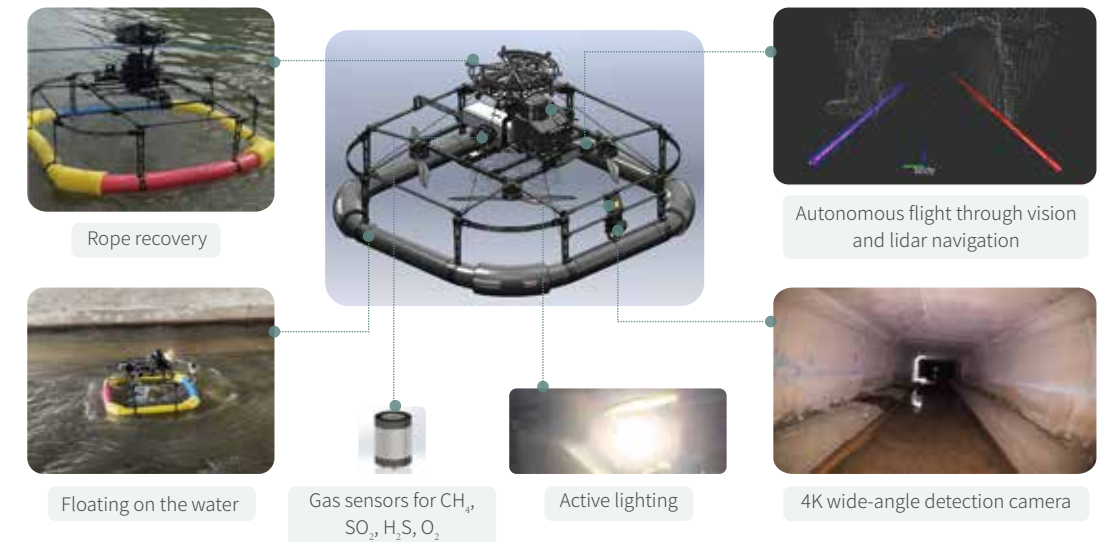 Rope recovery
Autonomous flight through vision
and lidar navigation
Floating on the water
Gas sensors for CH₄,
SO₂, H₂S, O₂
Active lighting
4K wide-angle detection camera